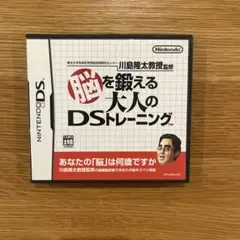 Nintendo
川島隆太教授監修
脳を鍛える
大人の
DSトレーニング
NINTENDO DS
あなたの「脳」は何歳ですか